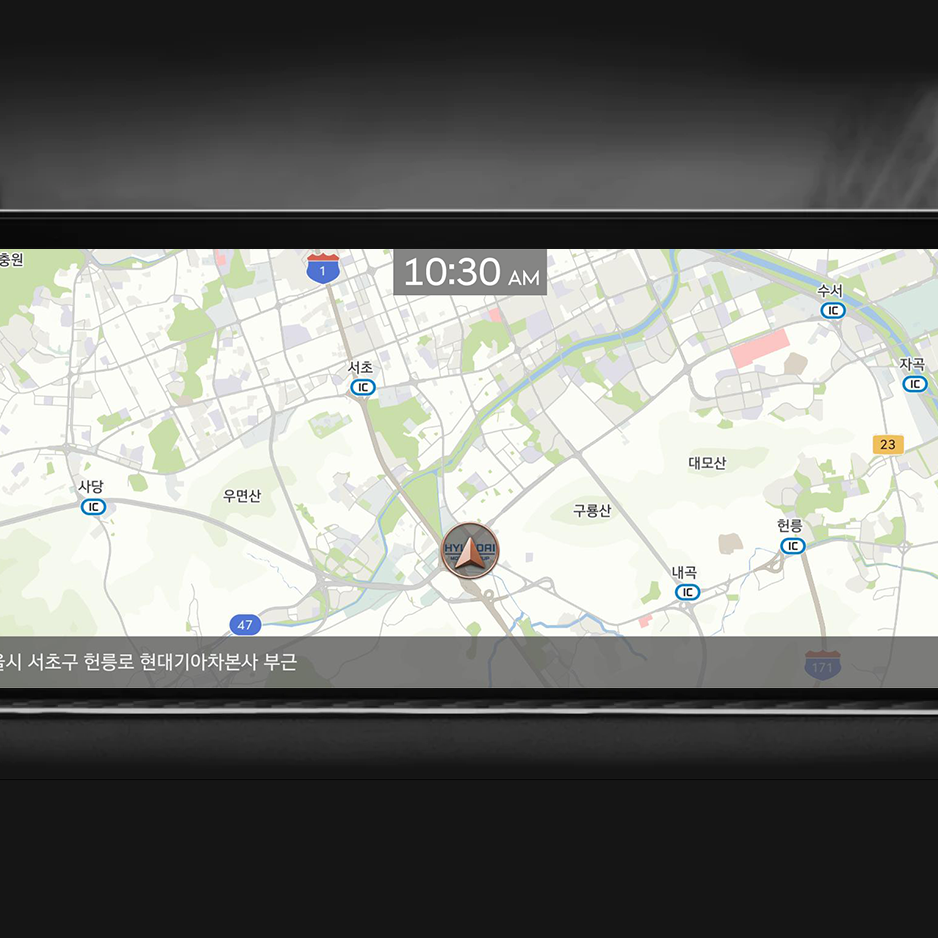 충원
1
10:30 AM
수서
IC
서초
IC
자곡
IC
23
대모산
사당
IC
우면산
구룡산
헌릉
IC
HYUNDAI
내곡
IC
47
울시 서초구 헌릉로 현대기아차본사 부근
171